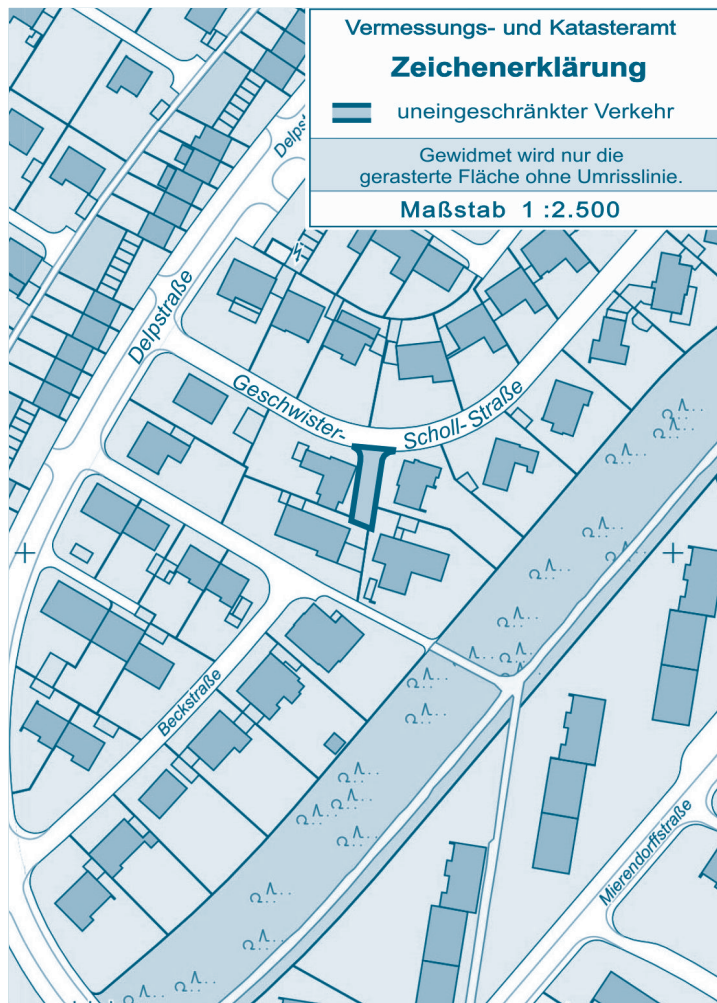 Vermessungs- und Katasteramt
Zeichenerklärung
uneingeschränkter Verkehr
Gewidmet wird nur die
gerasterte Fläche ohne Umrisslinie.
Maßstab 1 :2.500
Delpstraße
Geschwister-
Scholl-Straße
Beckstraße
Mierendorffstraße